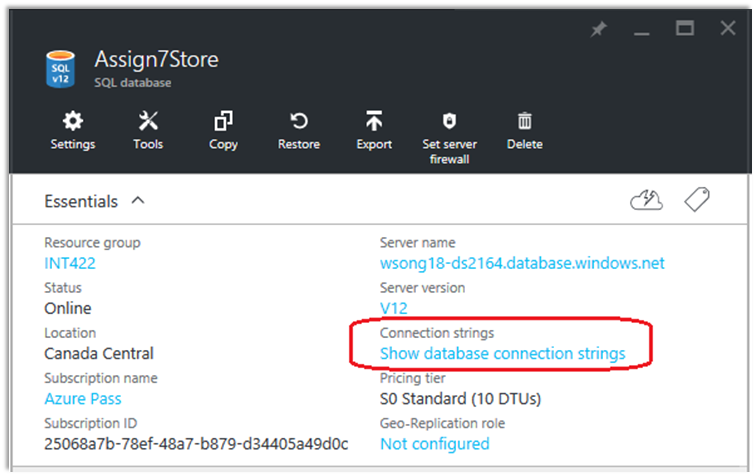 Assign7Store
SQL database
SQL
v12
Settings
Tools
Copy
Restore
Export
Set server
firewall
Delete
Essentials
Resource group
INT422
Status
Online
Location
Canada Central
Subscription name
Azure Pass
Subscription ID
25068a7b-78ef-48a7-b879-d34405a49d0c
Server name
wsong18-ds2164.database.windows.net
Server version
V12
Connection strings
Show database connection strings
Pricing tier
S0 Standard (10 DTUs)
Geo-Replication role
Not configured